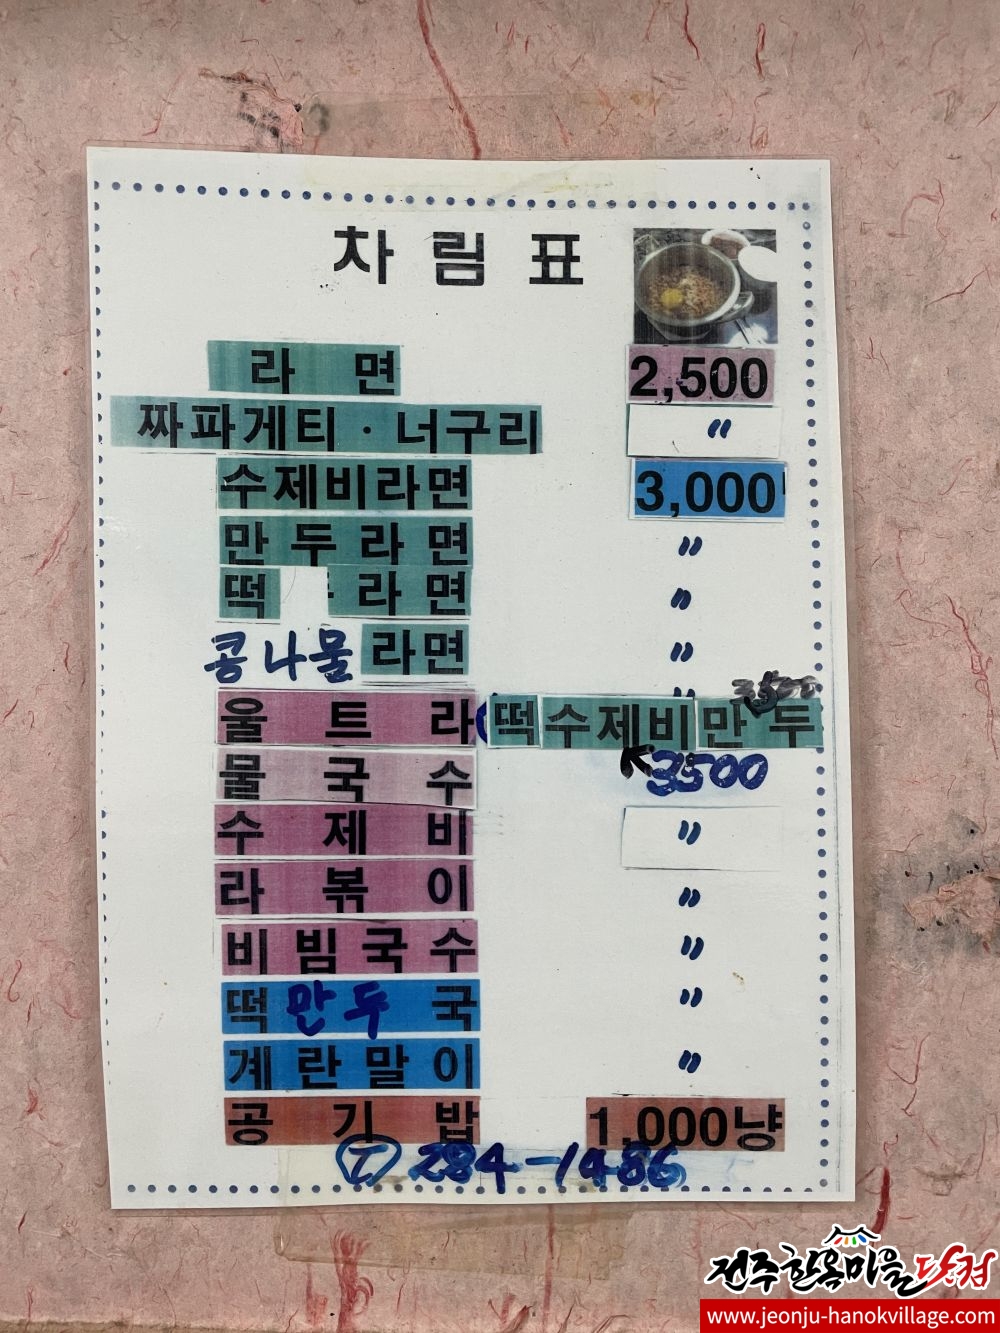 차림표
라면 2,500
짜파게티·너구리 〃
수제비라면 3,000
만두라면 〃
떡라면 〃
콩나물라면 〃
울트라(떡수제비만두 3500
물국수 3500
수제비 〃
라볶이 〃
비빔국수 〃
떡만두국 〃
계란말이 〃
공기밥 1,000냥
T 284-1486
전주한옥마을닷컴
www.jeonju-hanokvillage.com